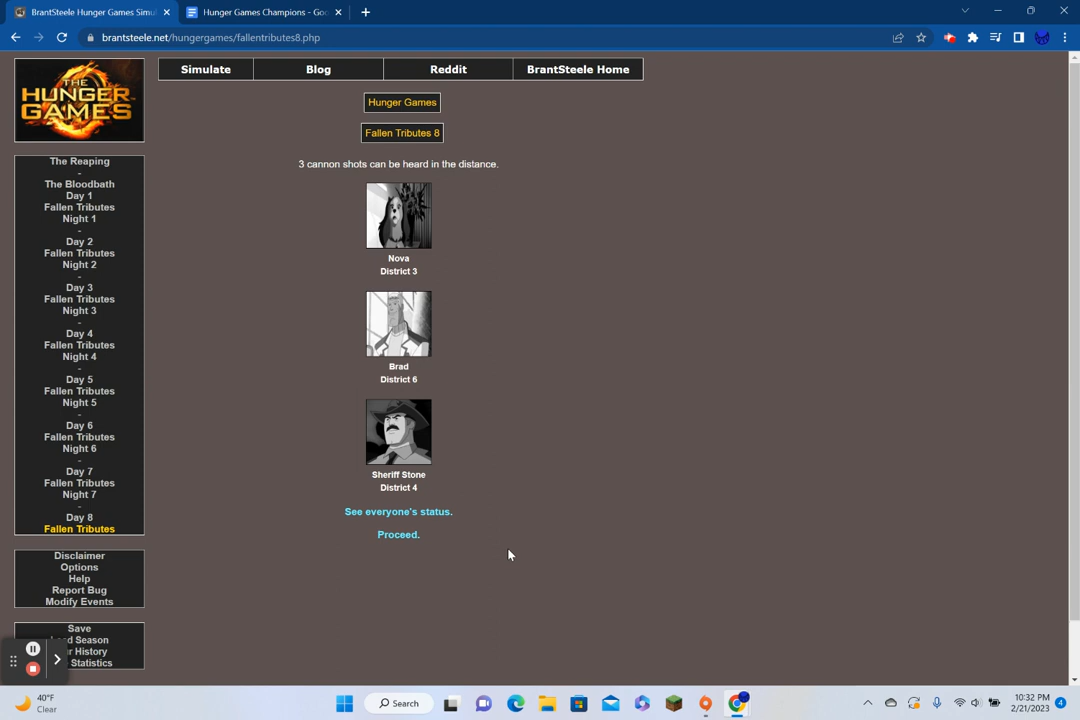 BrantSteele Hunger Games Simu
Hunger Games Champions - Goo
brantsteele.net/hungergames/fallentributes8.php
THE
HUNGER
GAMES
Simulate
Blog
Reddit
BrantSteele Home
Hunger Games
Fallen Tributes 8
3 cannon shots can be heard in the distance.
Nova
District 3
Brad
District 6
Sheriff Stone
District 4
See everyone's status.
Proceed.
The Reaping
-
The Bloodbath
Day 1
Fallen Tributes
Night 1
-
Day 2
Fallen Tributes
Night 2
-
Day 3
Fallen Tributes
Night 3
-
Day 4
Fallen Tributes
Night 4
-
Day 5
Fallen Tributes
Night 5
-
Day 6
Fallen Tributes
Night 6
-
Day 7
Fallen Tributes
Night 7
-
Day 8
Fallen Tributes
Disclaimer
Options
Help
Report Bug
Modify Events
Save
d Season
r History
Statistics
40°F
Clear
Search
10:32 PM
2/21/2023
4